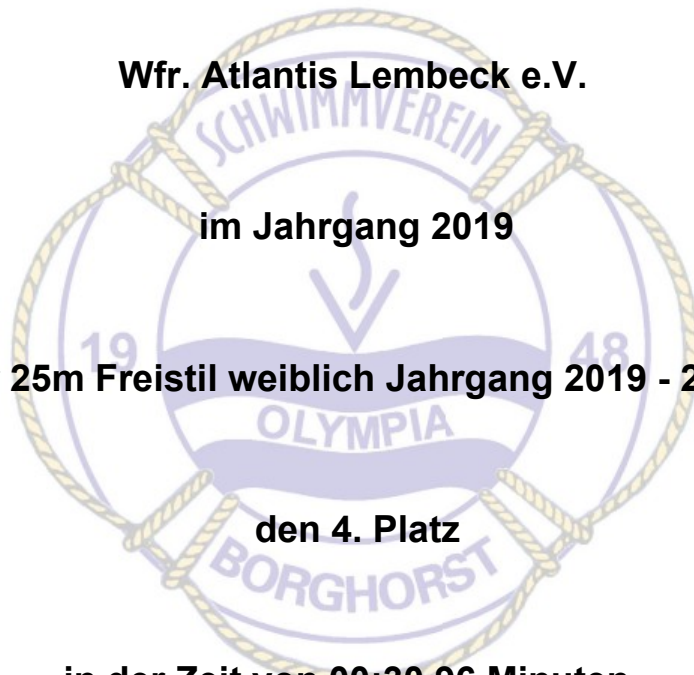 Wfr. Atlantis Lembeck e.V.
SCHWIMMVEREIN
im Jahrgang 2019
19 48
25m Freistil weiblich Jahrgang 2019 - 2
OLYMPIA
den 4. Platz
BORGHORST
in der Zeit von